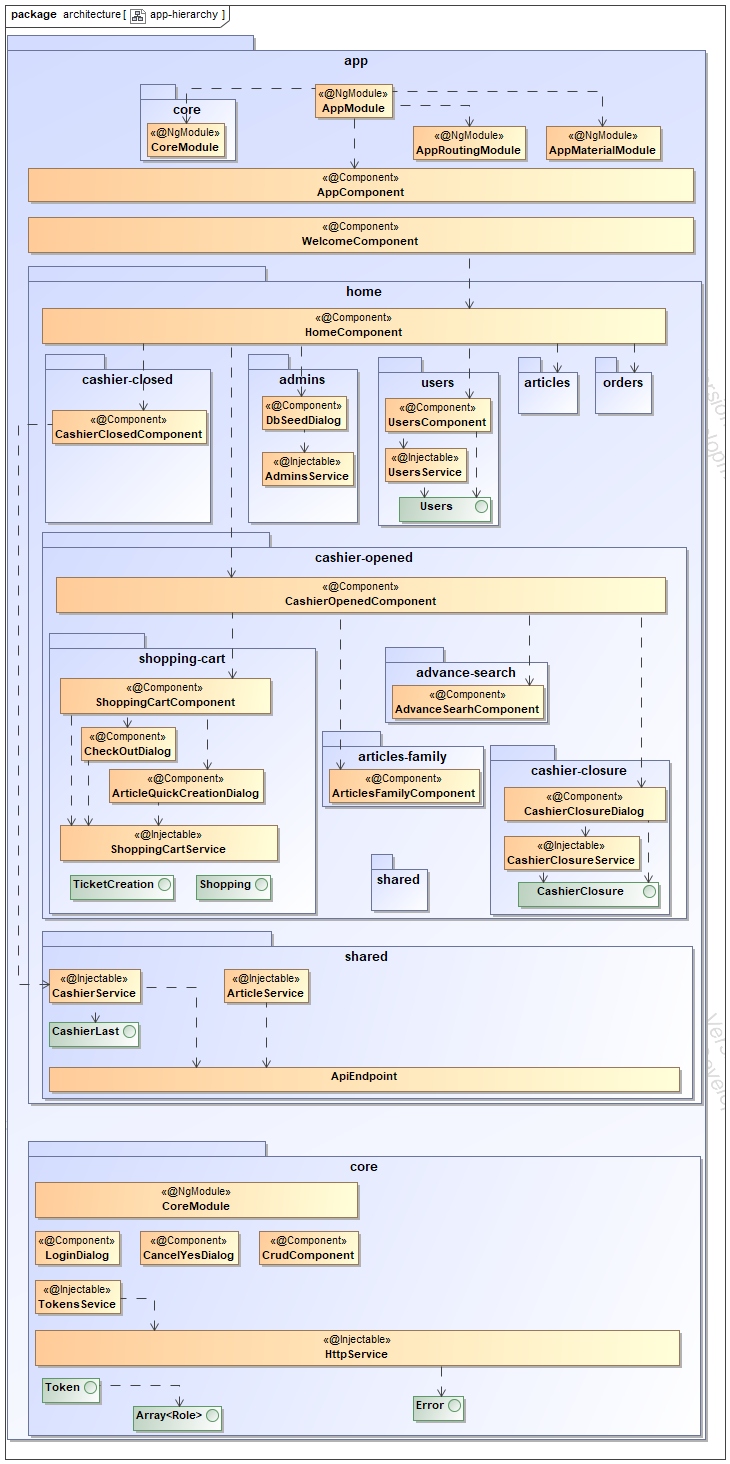 package architecture [ app-hierarchy ]
app
«@NgModule»
AppModule
core
«@NgModule»
CoreModule
«@NgModule»
AppRoutingModule
«@NgModule»
AppMaterialModule
«@Component»
AppComponent
«@Component»
WelcomeComponent
home
«@Component»
HomeComponent
cashier-closed
«@Component»
CashierClosedComponent
admins
«@Component»
DbSeedDialog
«@Injectable»
AdminsService
users
«@Component»
UsersComponent
«@Injectable»
UsersService
Users
articles
orders
cashier-opened
«@Component»
CashierOpenedComponent
shopping-cart
«@Component»
ShoppingCartComponent
«@Component»
CheckOutDialog
«@Component»
ArticleQuickCreationDialog
«@Injectable»
ShoppingCartService
TicketCreation
Shopping
advance-search
«@Component»
AdvanceSearhComponent
articles-family
«@Component»
ArticlesFamilyComponent
shared
cashier-closure
«@Component»
CashierClosureDialog
«@Injectable»
CashierClosureService
CashierClosure
shared
«@Injectable»
CashierService
«@Injectable»
ArticleService
CashierLast
ApiEndpoint
core
«@NgModule»
CoreModule
«@Component»
LoginDialog
«@Component»
CancelYesDialog
«@Component»
CrudComponent
«@Injectable»
TokensSevice
«@Injectable»
HttpService
Token
Array<Role>
Error